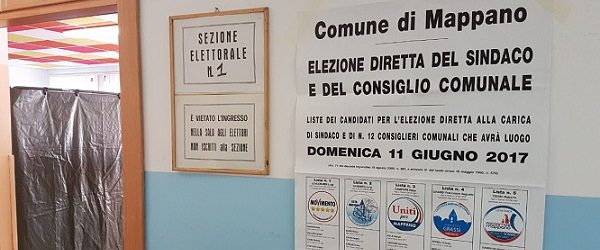 SEZIONE
ELETTORALE
N. 1
È VIETATO L'INGRESSO
NELLA SALA AGLI ELETTORI
NON ISCRITTI alla SEZIONE
Comune di Mappano
ELEZIONE DIRETTA DEL SINDACO
E DEL CONSIGLIO COMUNALE
LISTE DEI CANDIDATI PER L'ELEZIONE DIRETTA ALLA CARICA
DI SINDACO E DI N. 12 CONSIGLIERI COMUNALI CHE AVRÀ LUOGO
DOMENICA 11 GIUGNO 2017
Lista n. 1
MOVIMENTO
Lista n. 2
Lista n. 3
Uniti
per
MAPPANO
Lista n. 4
GRASSI
Lista n. 5